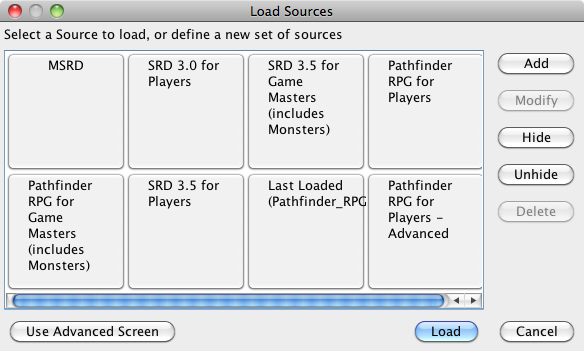 Load Sources
Select a Source to load, or define a new set of sources
MSRD
SRD 3.0 for
Players
SRD 3.5 for
Game
Masters
(includes
Monsters)
Pathfinder
RPG for
Players
Pathfinder
RPG for
Game
Masters
(includes
Monsters)
SRD 3.5 for
Players
Last Loaded
(Pathfinder_RPG
Pathfinder
RPG for
Players -
Advanced
Add
Modify
Hide
Unhide
Delete
Use Advanced Screen
Load
Cancel